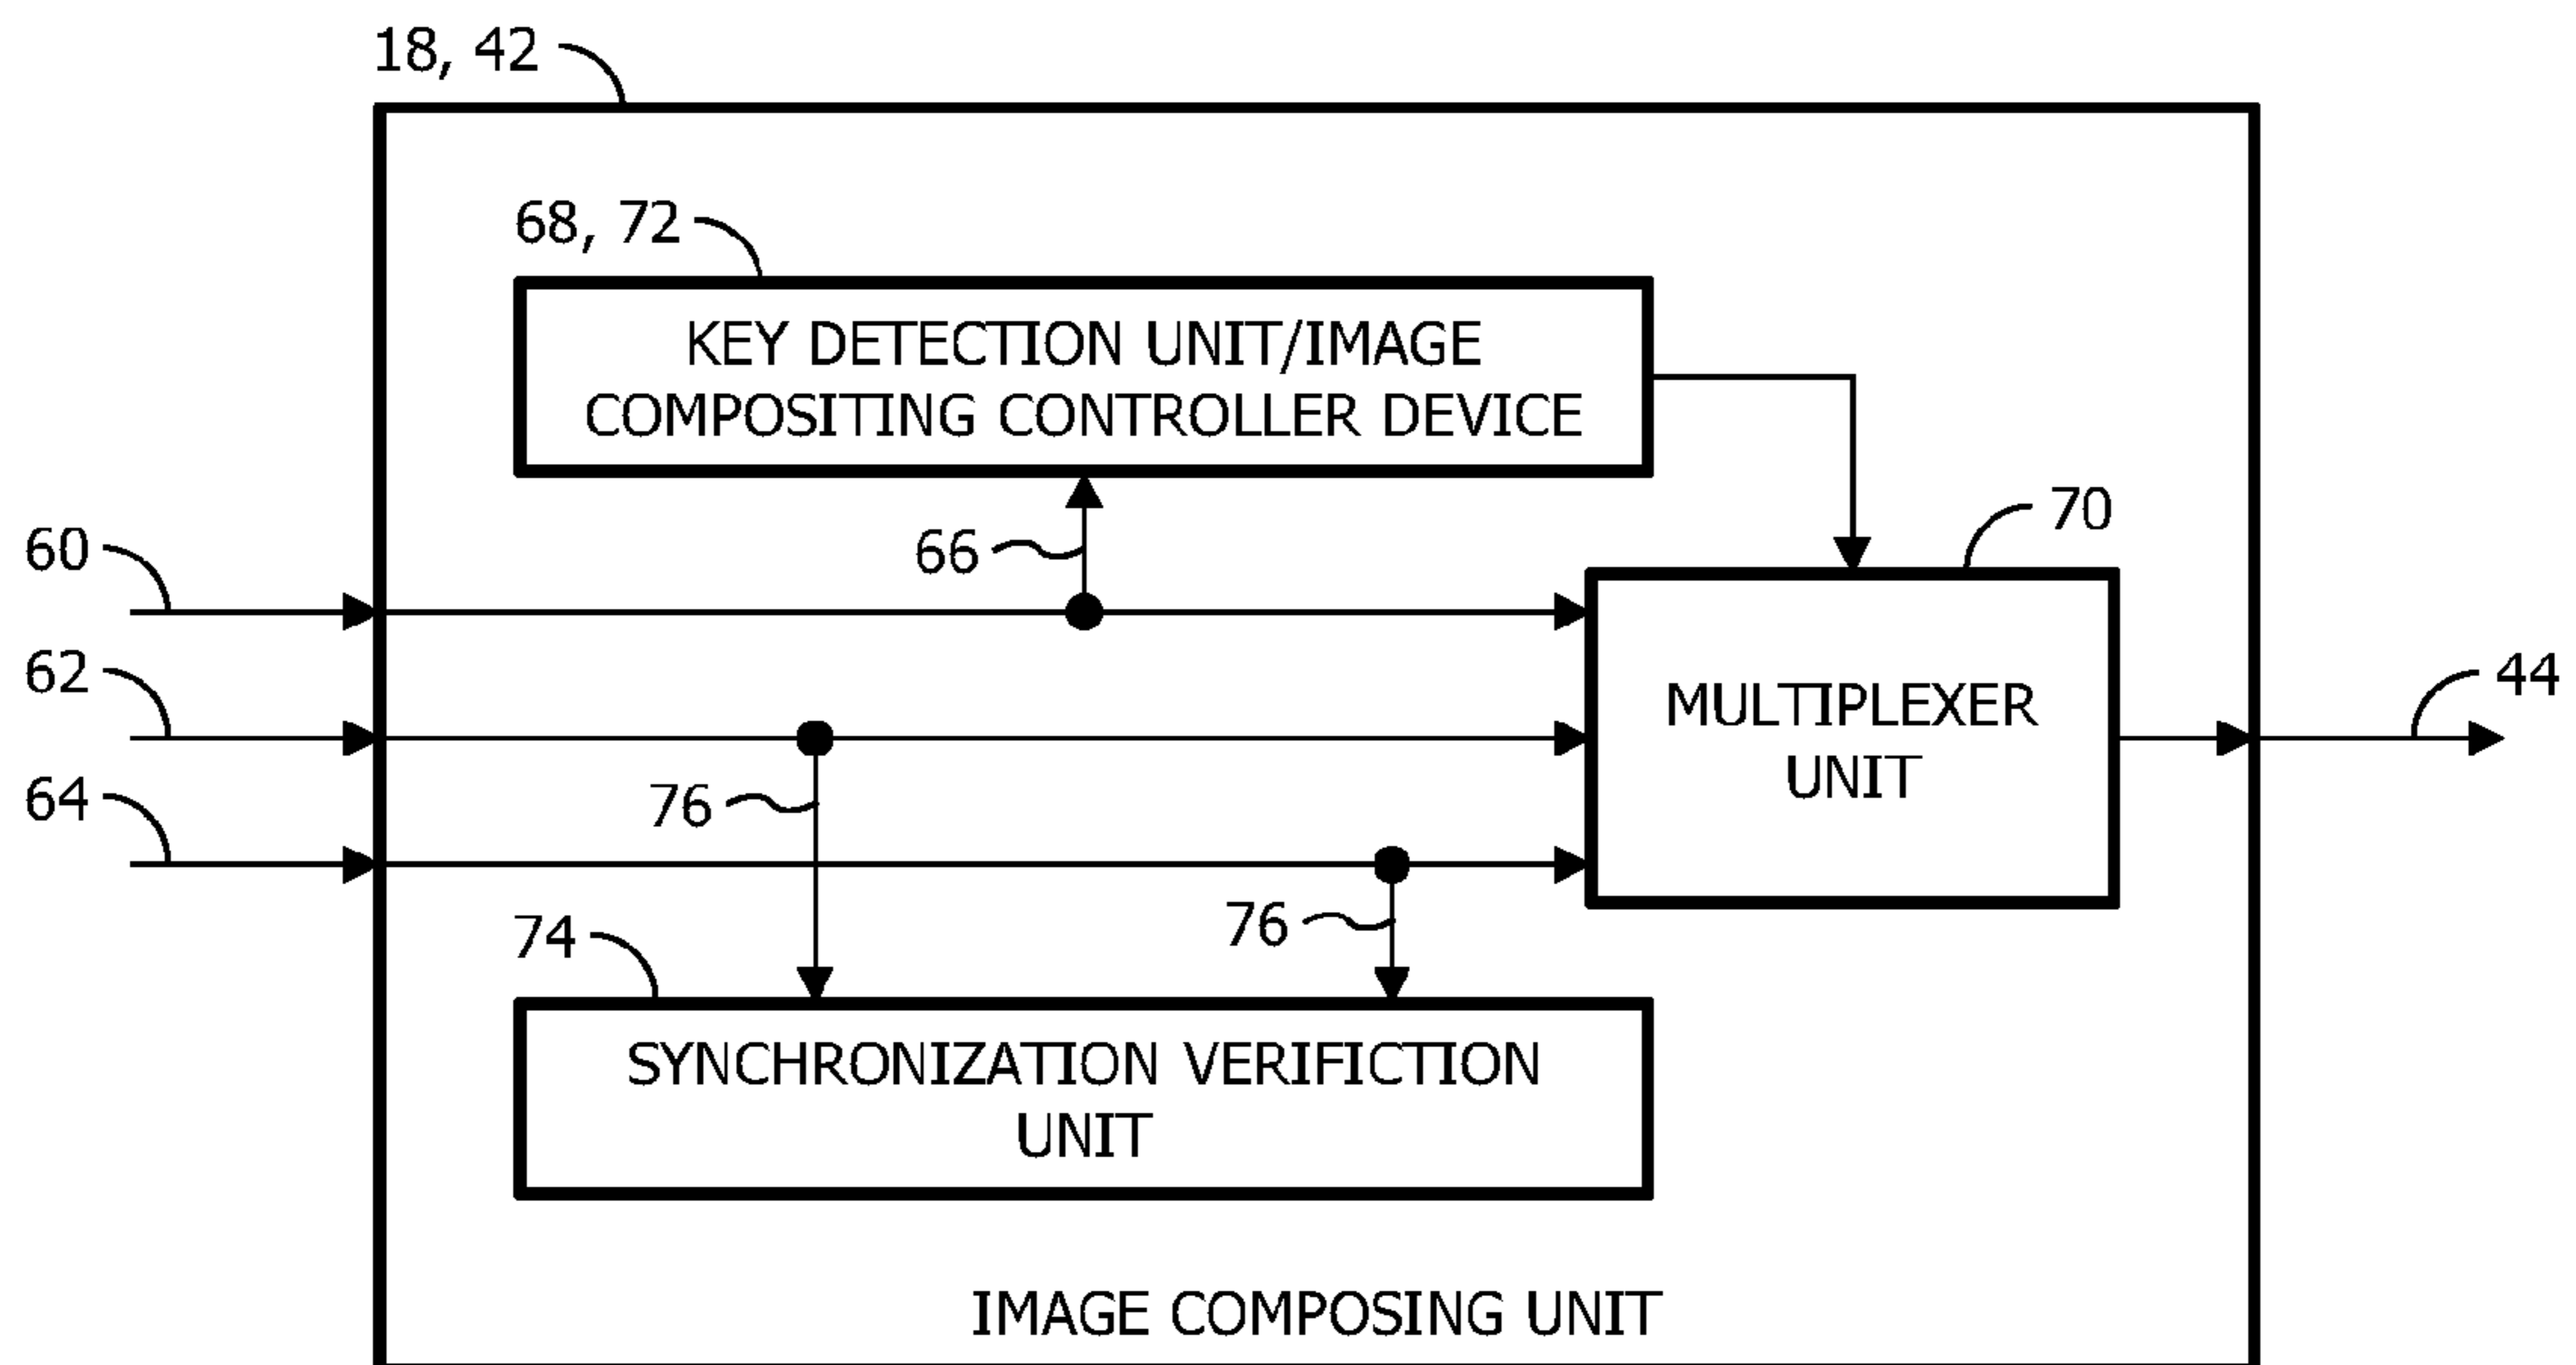 18, 42
68, 72
KEY DETECTION UNIT/IMAGE
COMPOSITING CONTROLLER DEVICE
70
60
66
62
MULTIPLEXER
UNIT
44
64
76
76
74
SYNCHRONIZATION VERIFICTION
UNIT
IMAGE COMPOSING UNIT